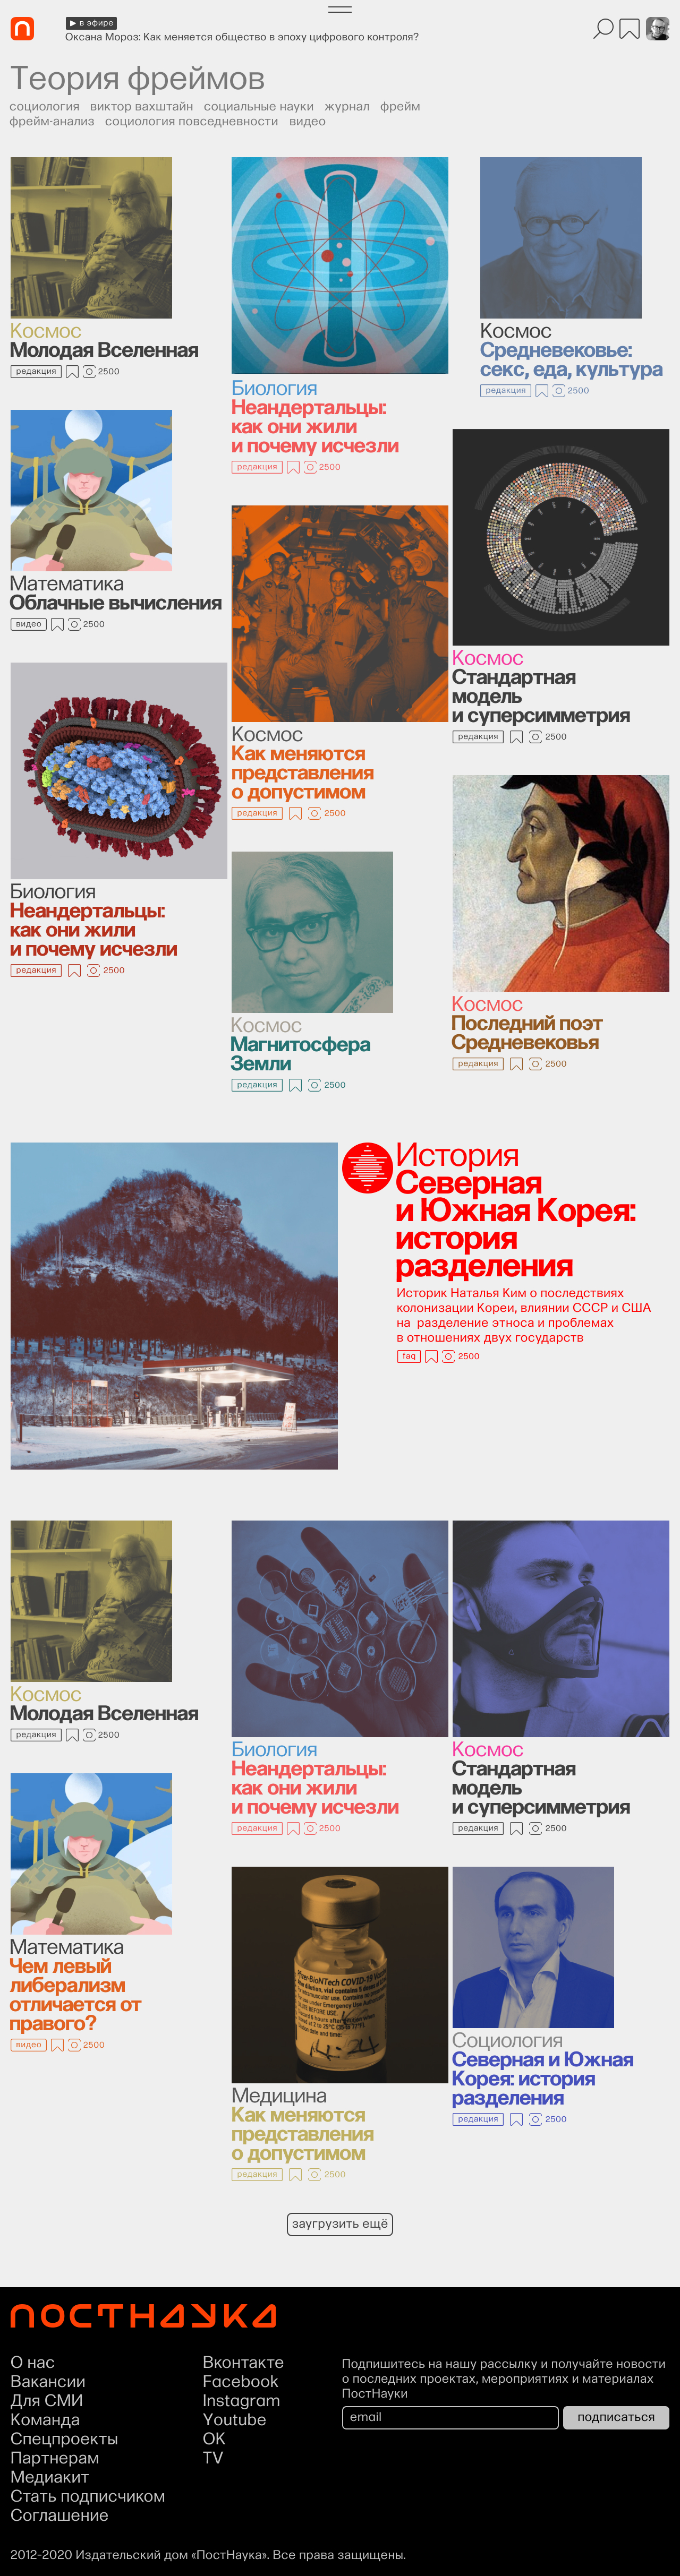 ▶ в эфире
Оксана Мороз: Как меняется общество в эпоху цифрового контроля?
Теория фреймов
социология виктор вахштайн социальные науки журнал фрейм
фрейм-анализ социология повседневности видео
Космос
Молодая Вселенная
редакция 2500
Математика
Облачные вычисления
видео 2500
Биология
Неандертальцы:
как они жили
и почему исчезли
редакция 2500
Биология
Неандертальцы:
как они жили
и почему исчезли
редакция 2500
Космос
Как меняются
представления
о допустимом
редакция 2500
Космос
Магнитосфера
Земли
редакция 2500
Космос
Средневековье:
секс, еда, культура
редакция 2500
Космос
Стандартная
модель
и суперсимметрия
редакция 2500
Космос
Последний поэт
Средневековья
редакция 2500
История
Северная
и Южная Корея:
история
разделения
Историк Наталья Ким о последствиях
колонизации Кореи, влиянии СССР и США
на разделение этноса и проблемах
в отношениях двух государств
faq 2500
Космос
Молодая Вселенная
редакция 2500
Математика
Чем левый
либерализм
отличается от
правого?
видео 2500
Биология
Неандертальцы:
как они жили
и почему исчезли
редакция 2500
Медицина
Как меняются
представления
о допустимом
редакция 2500
Космос
Стандартная
модель
и суперсимметрия
редакция 2500
Социология
Северная и Южная
Корея: история
разделения
редакция 2500
заугрузить ещё
ПОСТНАУКА
О нас
Вакансии
Для СМИ
Команда
Спецпроекты
Партнерам
Медиакит
Стать подписчиком
Соглашение
Вконтакте
Facebook
Instagram
Youtube
OK
TV
Подпишитесь на нашу рассылку и получайте новости
о последних проектах, мероприятиях и материалах
ПостНауки
email
подписаться
2012-2020 Издательский дом «ПостНаука». Все права защищены.